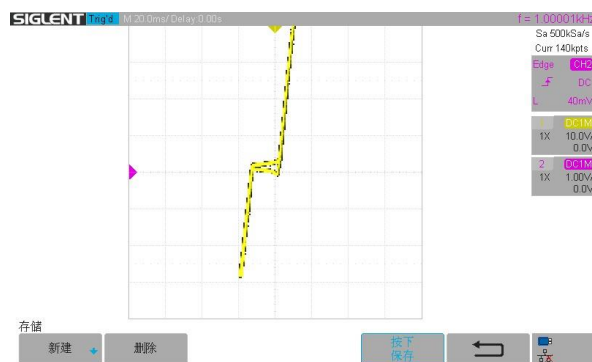 SIGLENT Trig'd M 20.0ms/ Delay:0.00s f = 1.00001kHz
Sa 500kSa/s
Curr 140kpts
Edge CH2
DC
L 40mV
1 DC1M
1X 10.0V/
0.0V
2 DC1M
1X 1.00V/
0.0V
存储
新建 删除 按下
保存